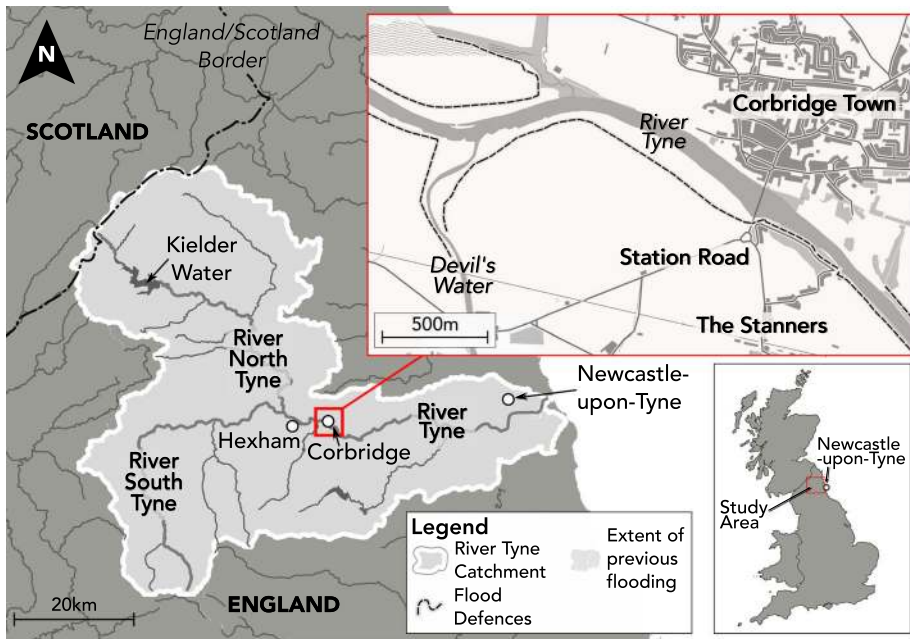 N
England/Scotland
Border
SCOTLAND
Kielder
Water
River
North
Tyne
Hexham
Corbridge
River
Tyne
Newcastle-
upon-Tyne
River
South
Tyne
20km
ENGLAND
River
Tyne
Corbridge Town
Devil's
Water
Station Road
The Stanners
500m
Legend
River Tyne
Catchment
Flood
Defences
Extent of
previous
flooding
Newcastle
-upon-Tyne
Study
Area